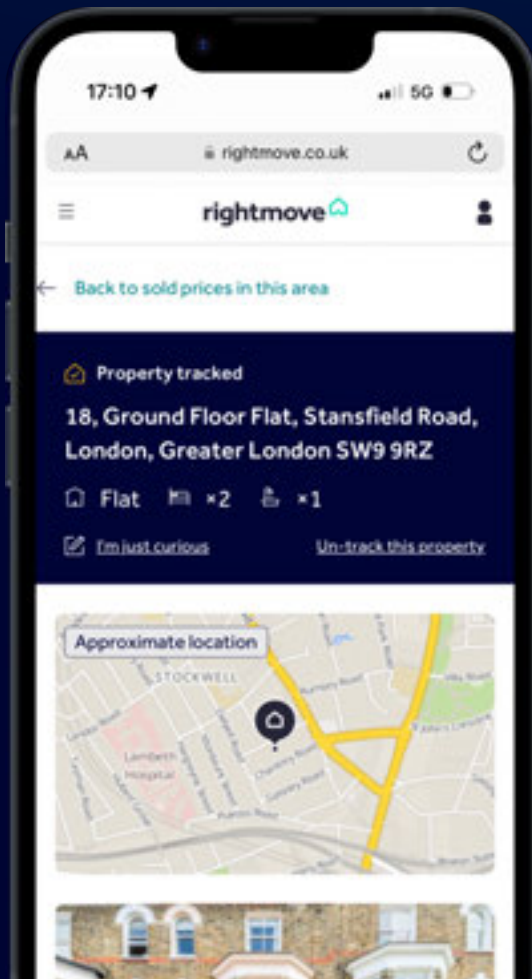 17:10
5G
AA
rightmove.co.uk
rightmove
Back to sold prices in this area
Property tracked
18, Ground Floor Flat, Stansfield Road,
London, Greater London SW9 9RZ
Flat ×2 ×1
I'm just curious
Un-track this property
Approximate location
STOCKWELL
Lambeth
Hospital